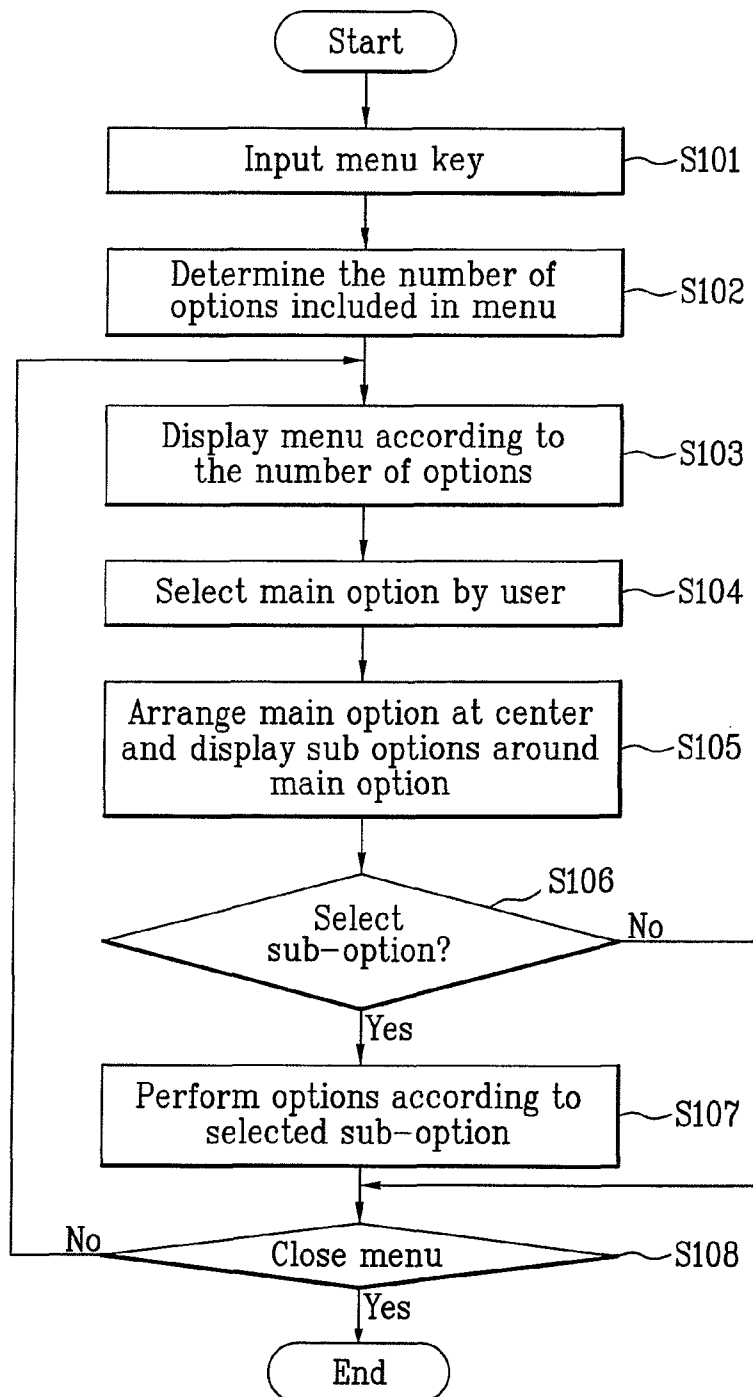 Start
Input menu key
S101
Determine the number of
options included in menu
S102
Display menu according to
the number of options
S103
Select main option by user
S104
Arrange main option at center
and display sub options around
main option
S105
S106
Select
sub-option?
No
Yes
Perform options according to
selected sub-option
S107
No
Close menu
S108
Yes
End